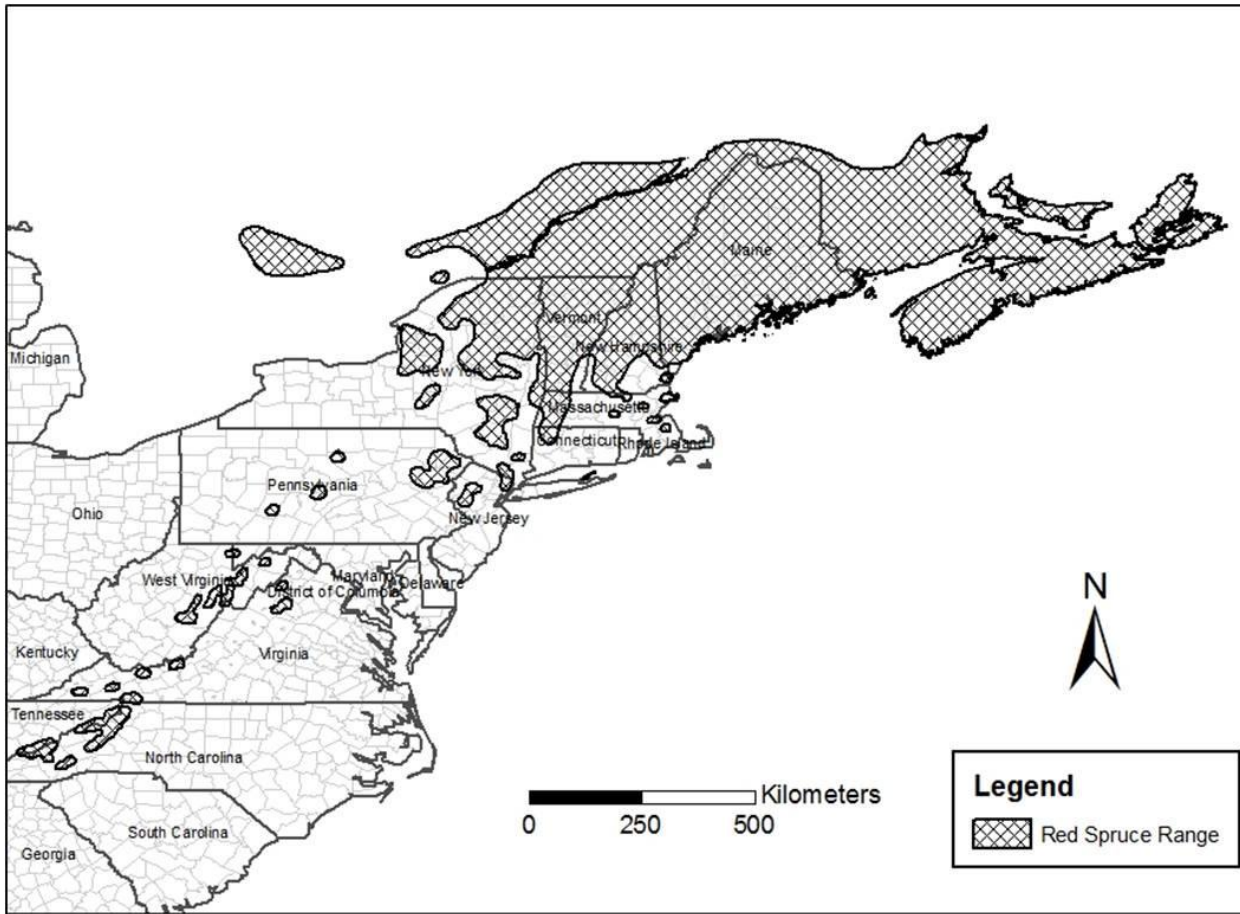 Maine
Vermont
Michigan
New Hampshire
New York
Massachusetts
Connecticut
Rhode Island
Pennsylvania
Ohio
New Jersey
West Virginia
Maryland
Delaware
District of Columbia
Kentucky
Virginia
N
Tennessee
North Carolina
Kilometers
0 250 500
Legend
Red Spruce Range
South Carolina
Georgia